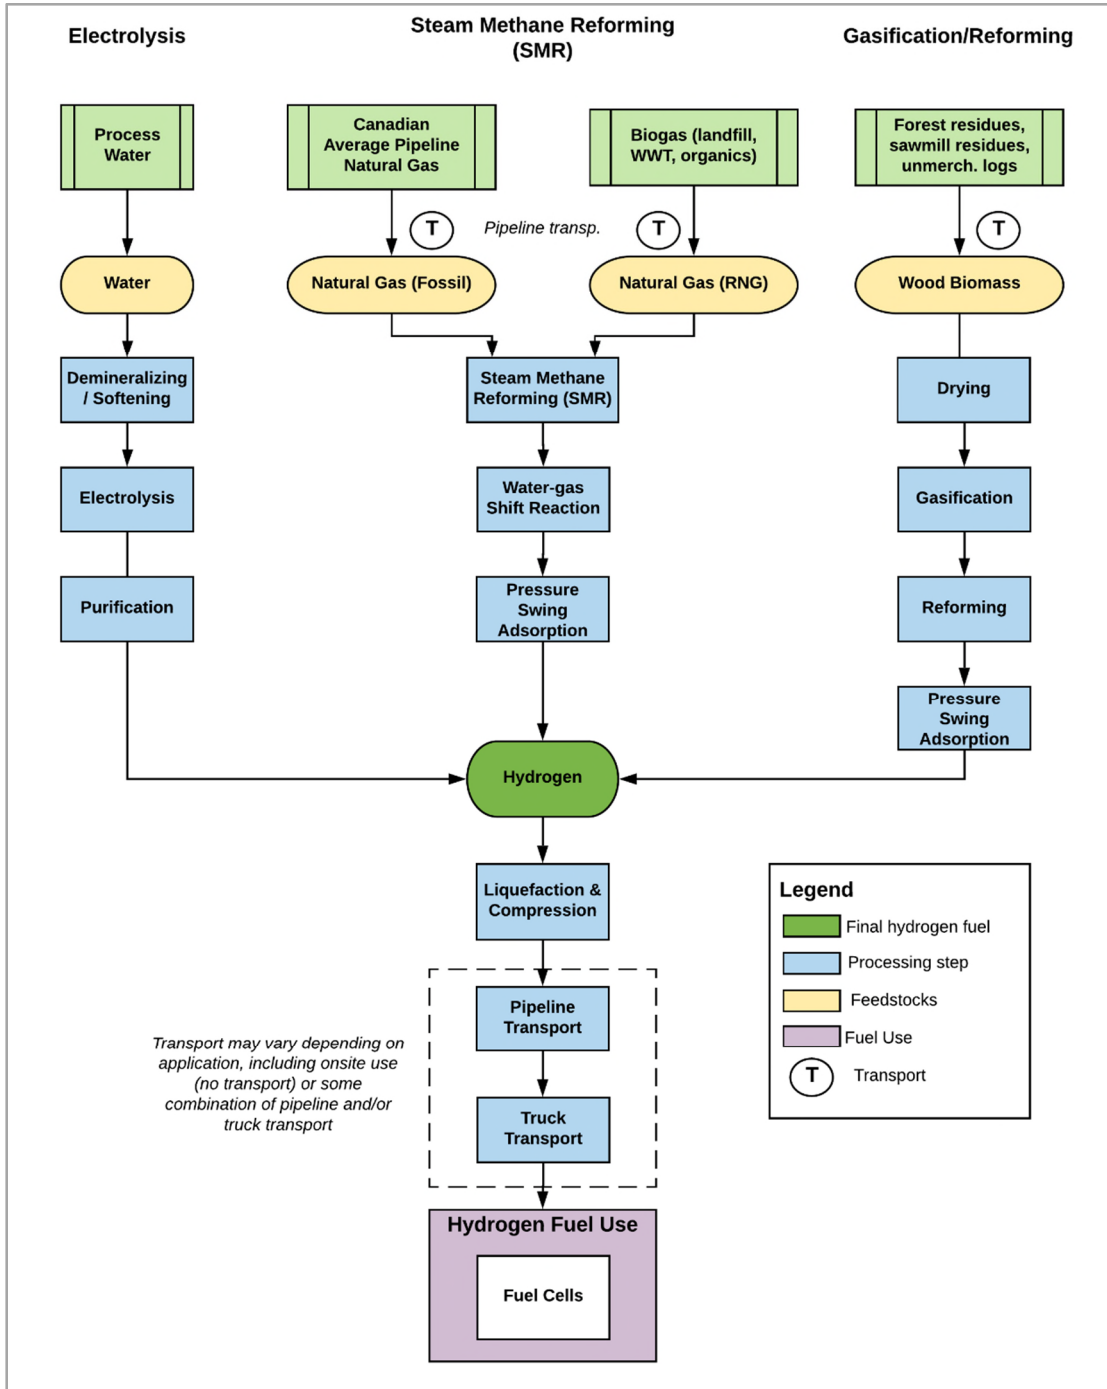 Electrolysis
Steam Methane Reforming
(SMR)
Gasification/Reforming
Process
Water
Canadian
Average Pipeline
Natural Gas
Biogas (landfill,
WWT, organics)
Forest residues,
sawmill residues,
unmerch. logs
T
Pipeline transp.
T
T
Water
Natural Gas (Fossil)
Natural Gas (RNG)
Wood Biomass
Demineralizing
/ Softening
Steam Methane
Reforming (SMR)
Drying
Electrolysis
Water-gas
Shift Reaction
Gasification
Purification
Pressure
Swing
Adsorption
Reforming
Pressure
Swing
Adsorption
Hydrogen
Liquefaction &
Compression
Pipeline
Transport
Transport may vary depending on
application, including onsite use
(no transport) or some
combination of pipeline and/or
truck transport
Truck
Transport
Hydrogen Fuel Use
Fuel Cells
Legend
Final hydrogen fuel
Processing step
Feedstocks
Fuel Use
T Transport